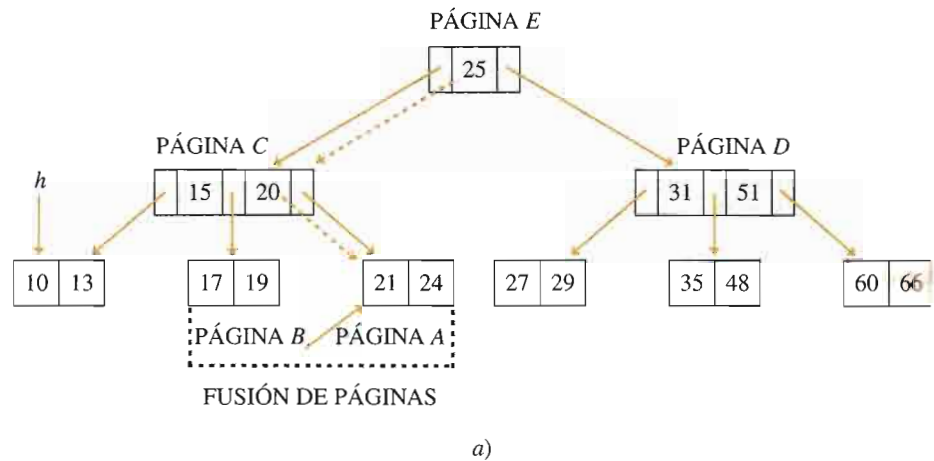 PÁGINA E
25
PÁGINA C
PÁGINA D
h
15 20
31 51
10 13
17 19
21 24
27 29
35 48
60 66
PÁGINA B PÁGINA A
FUSIÓN DE PÁGINAS
a)